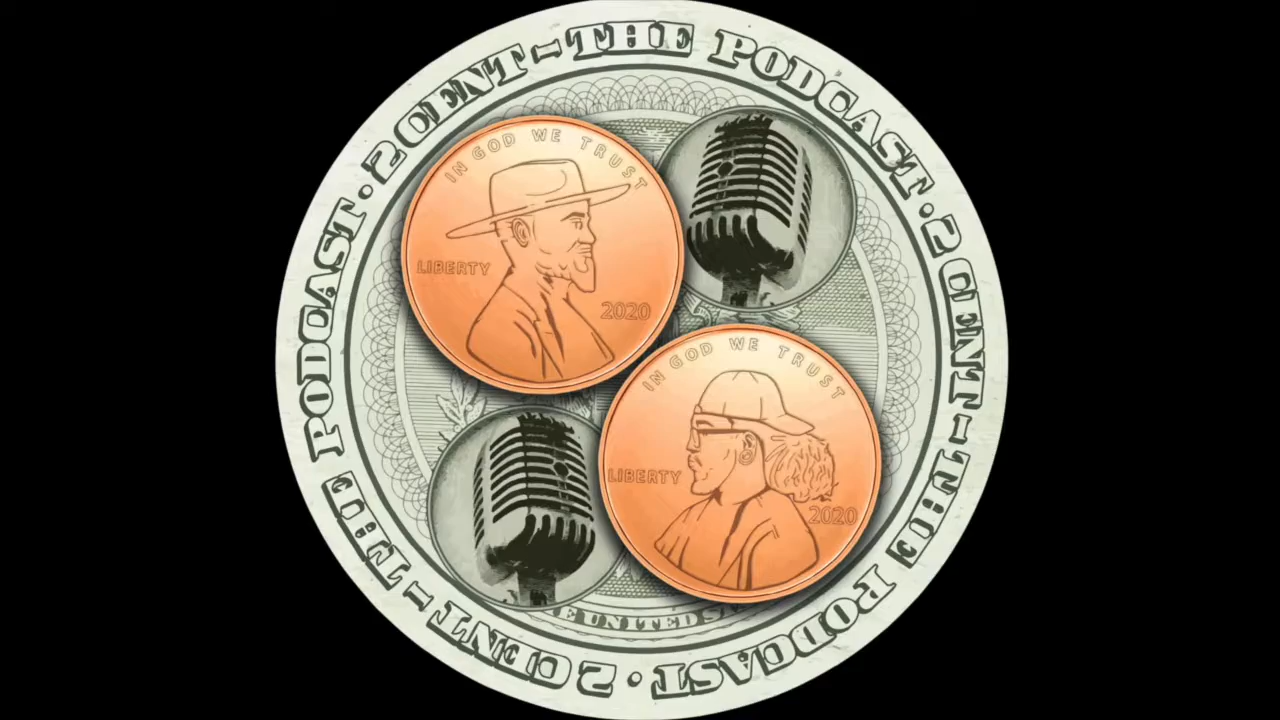 2 CENT - THE PODCAST · 2 CENT - THE PODCAST · 2 CENT - THE PODCAST ·
IN GOD WE TRUST
LIBERTY
2020
IN GOD WE TRUST
LIBERTY
2020
E UNITED S